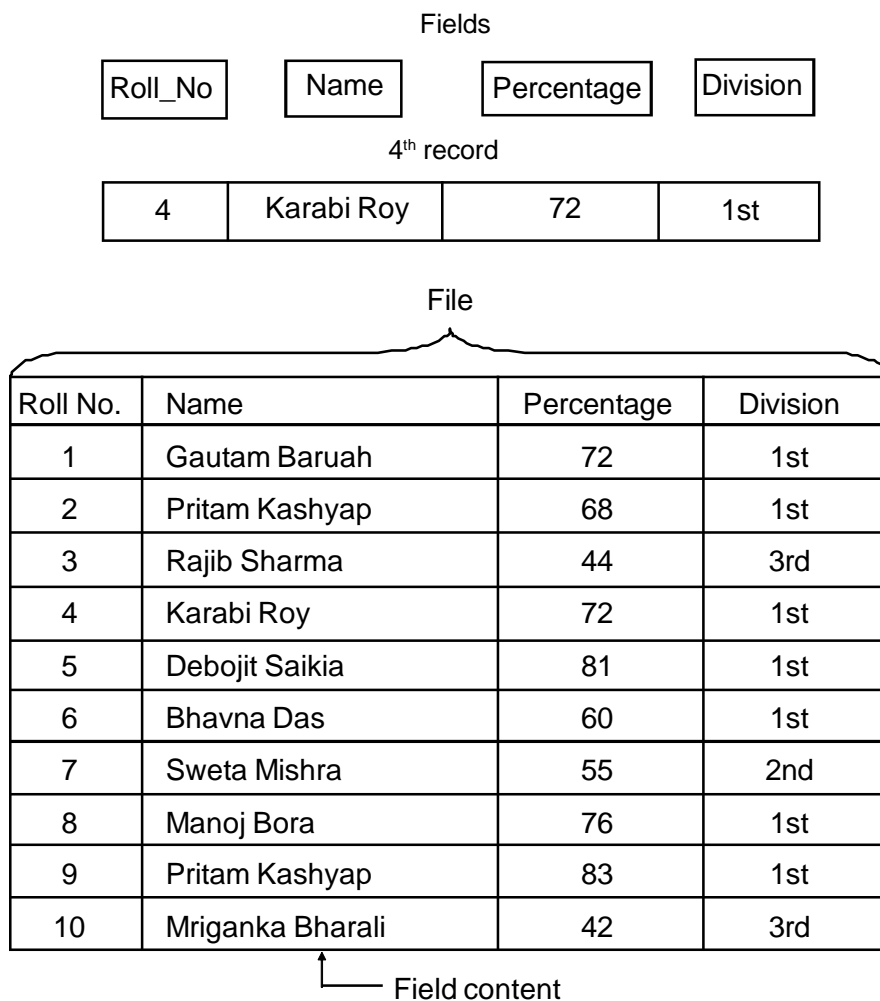 Fields
Roll_No Name Percentage Division
4th record
4 Karabi Roy 72 1st
File
Roll No. Name Percentage Division
1 Gautam Baruah 72 1st
2 Pritam Kashyap 68 1st
3 Rajib Sharma 44 3rd
4 Karabi Roy 72 1st
5 Debojit Saikia 81 1st
6 Bhavna Das 60 1st
7 Sweta Mishra 55 2nd
8 Manoj Bora 76 1st
9 Pritam Kashyap 83 1st
10 Mriganka Bharali 42 3rd
Field content